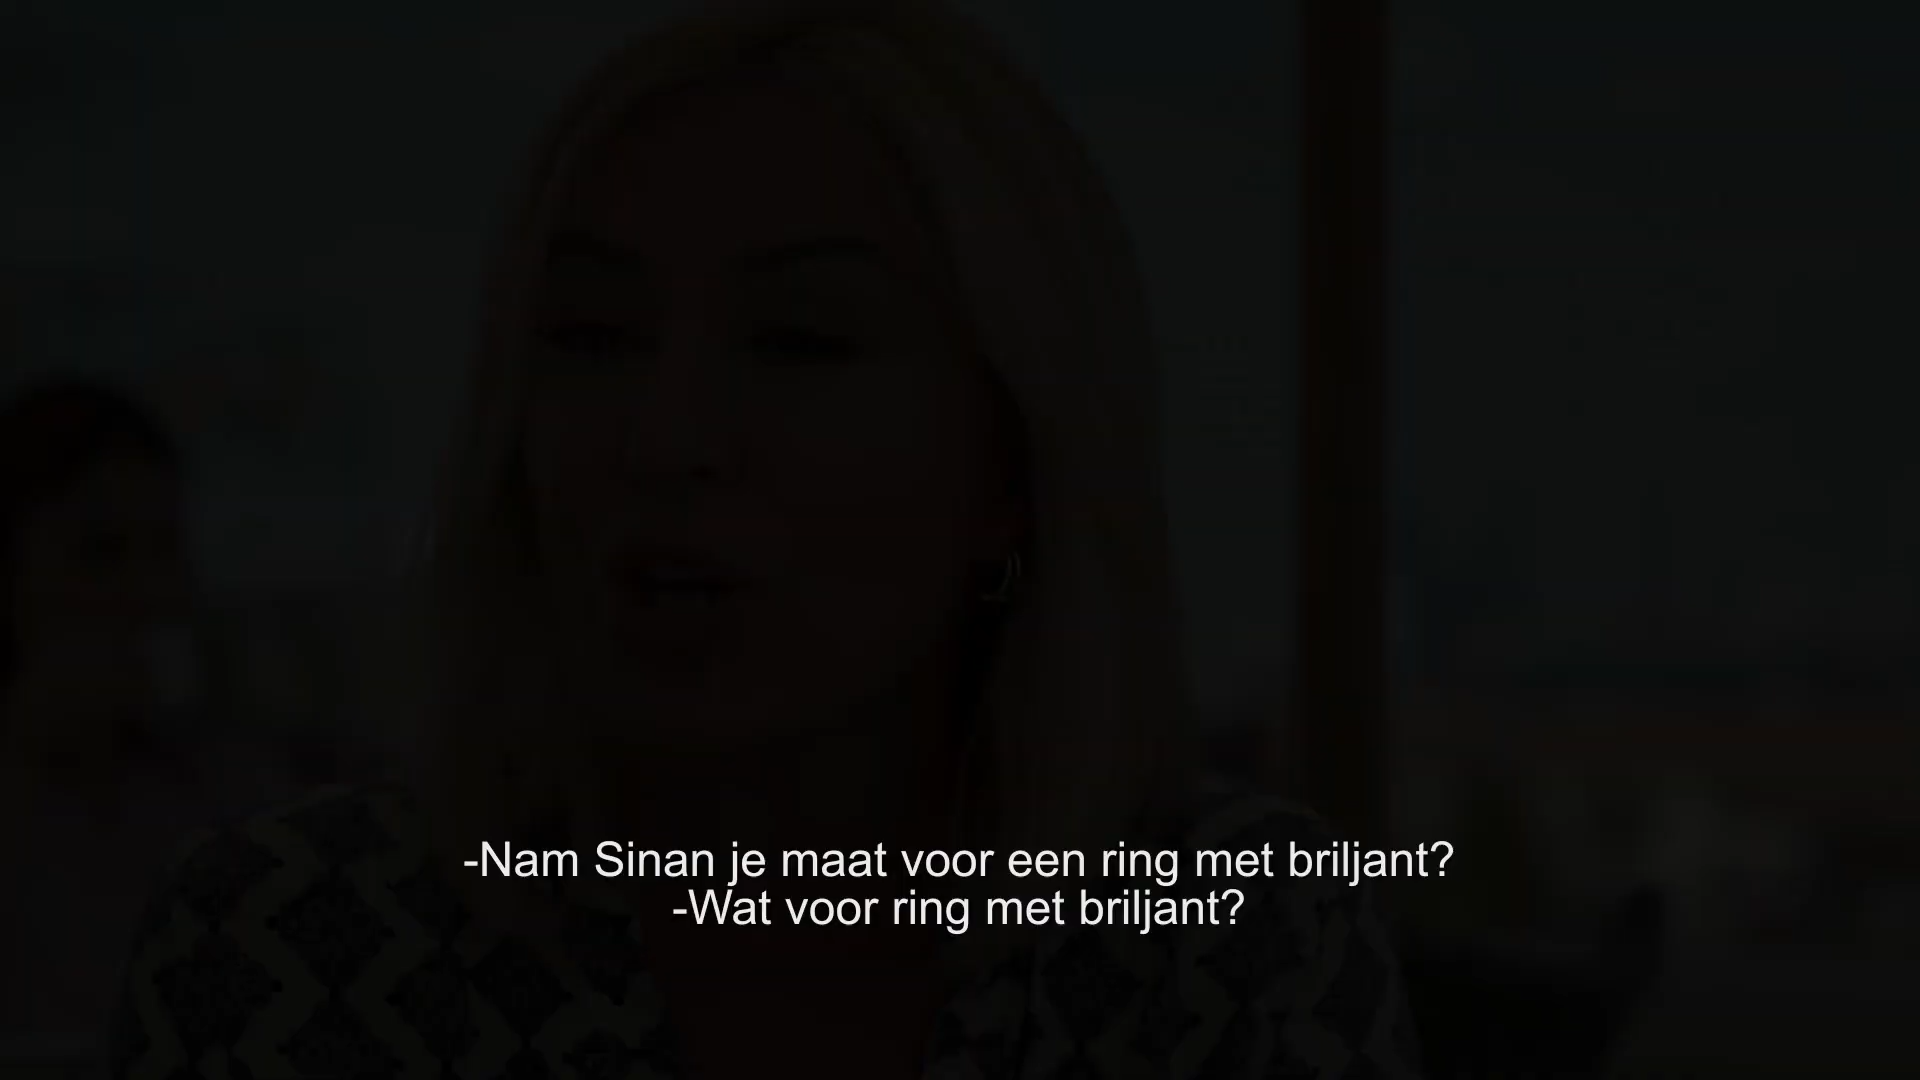 -Nam Sinan je maat voor een ring met briljant?
-Wat voor ring met briljant?